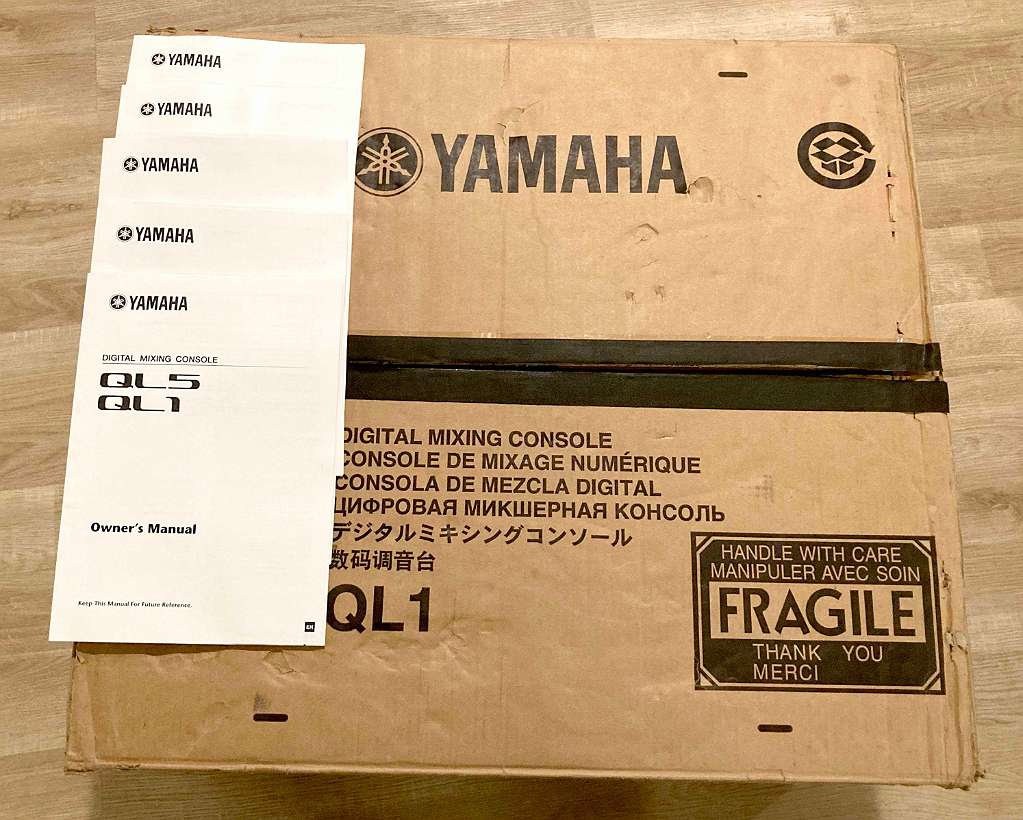 YAMAHA
YAMAHA
YAMAHA
YAMAHA
YAMAHA
DIGITAL MIXING CONSOLE
QL5
QL1
Owner's Manual
Keep This Manual For Future Reference.
EN
YAMAHA
DIGITAL MIXING CONSOLE
CONSOLE DE MIXAGE NUMÉRIQUE
CONSOLA DE MEZCLA DIGITAL
ЦИФРОВАЯ МИКШЕРНАЯ КОНСОЛЬ
デジタルミキシングコンソール
数码调音台
QL1
HANDLE WITH CARE
MANIPULER AVEC SOIN
FRAGILE
THANK YOU
MERCI